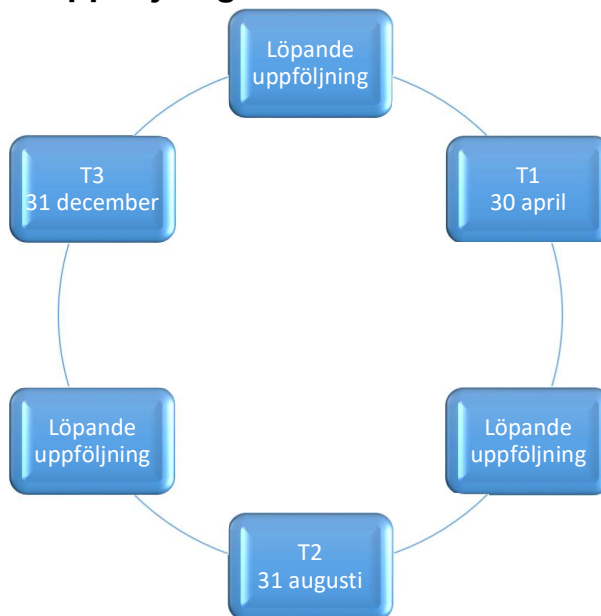 Löpande
uppföljning
T1
30 april
Löpande
uppföljning
T2
31 augusti
Löpande
uppföljning
T3
31 december